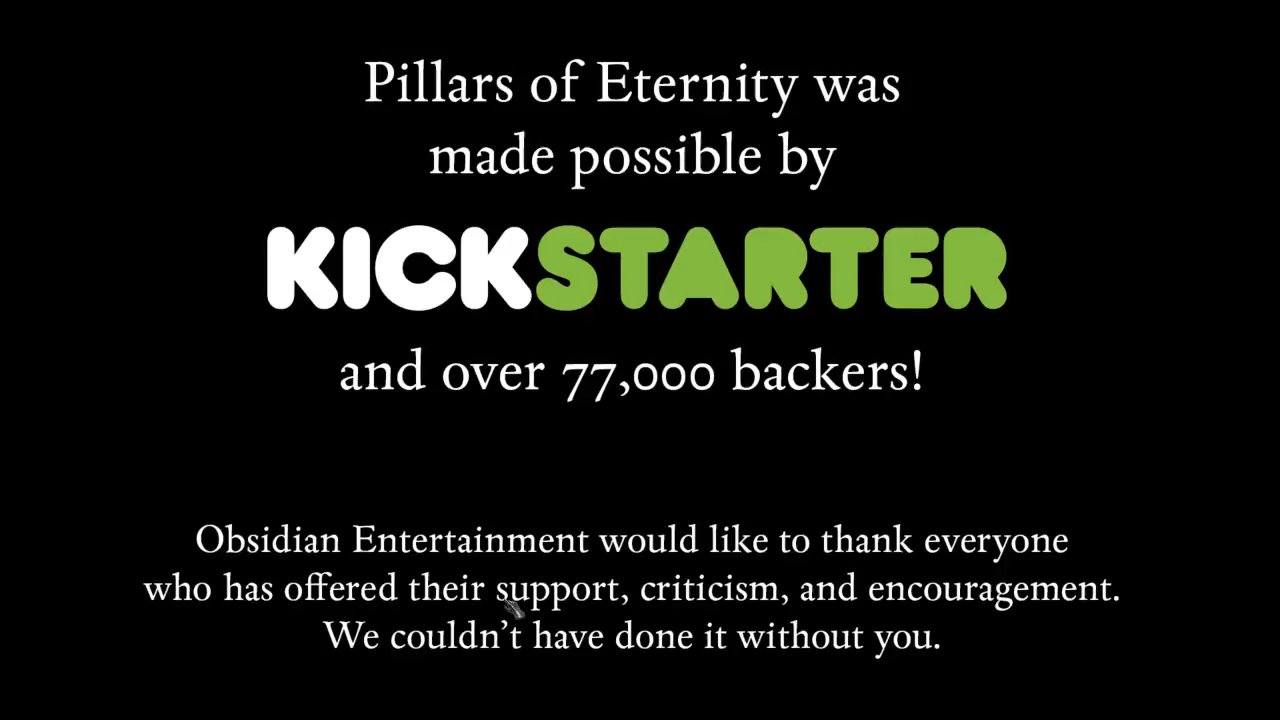 Pillars of Eternity was
made possible by
KICKSTARTER
and over 77,000 backers!
Obsidian Entertainment would like to thank everyone
who has offered their support, criticism, and encouragement.
We couldn’t have done it without you.